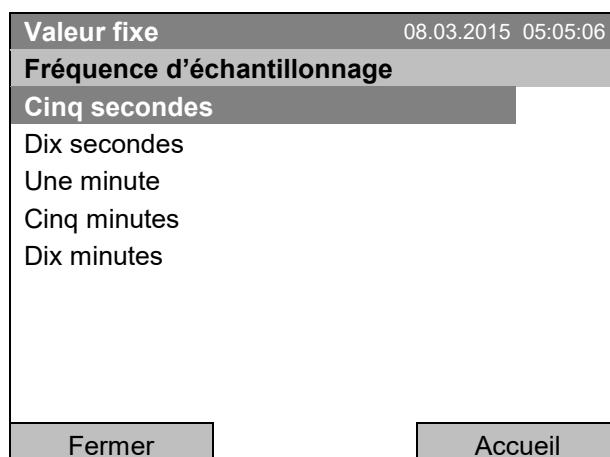 Valeur fixe 08.03.2015 05:05:06
Fréquence d’échantillonnage
Cinq secondes
Dix secondes
Une minute
Cinq minutes
Dix minutes
Fermer Accueil